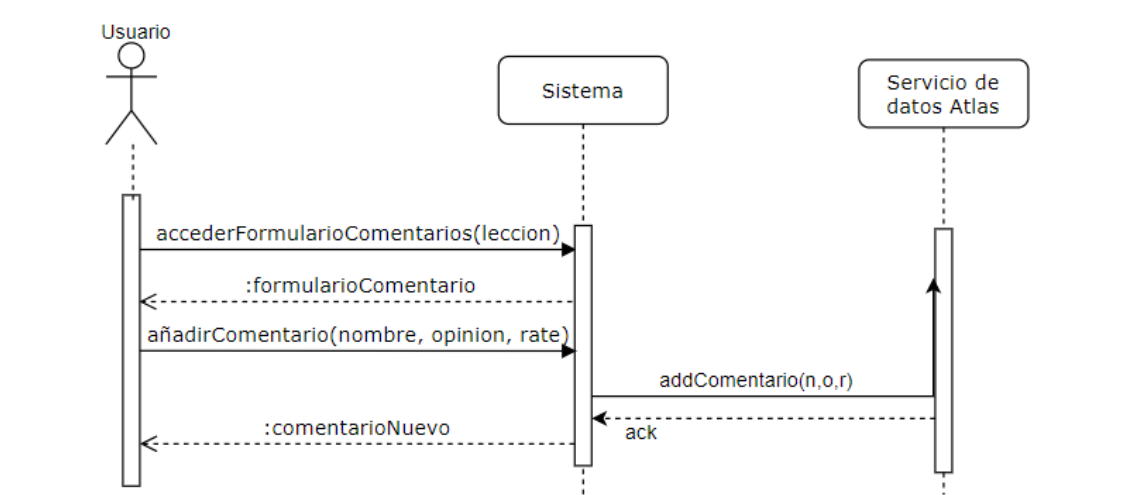 Usuario
Sistema
Servicio de
datos Atlas
accederFormularioComentarios(leccion)
:formularioComentario
añadirComentario(nombre, opinion, rate)
addComentario(n,o,r)
:comentarioNuevo
ack